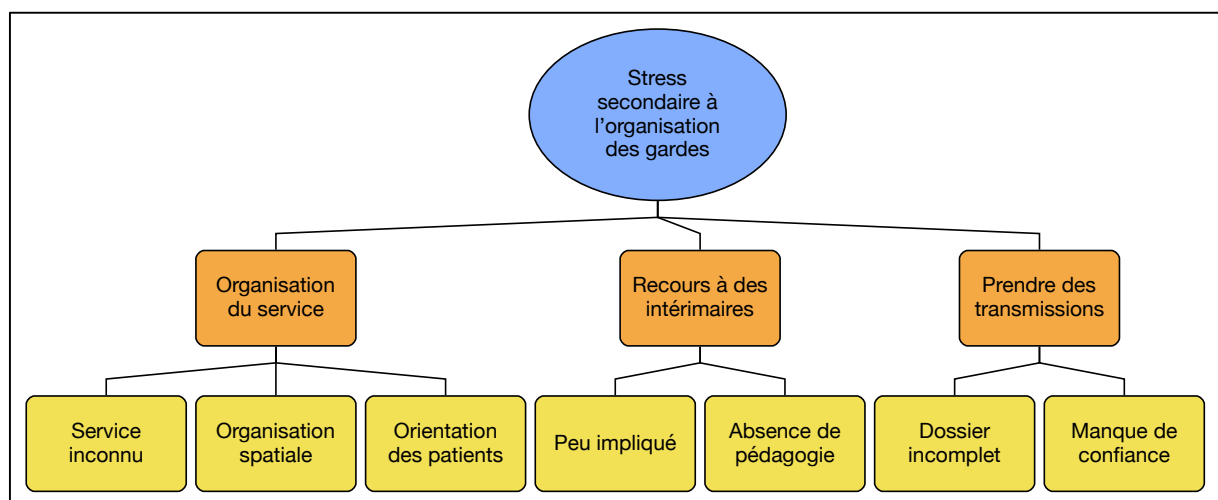 Stress
secondaire à
l’organisation
des gardes
Organisation
du service
Recours à des
intérimaires
Prendre des
transmissions
Service
inconnu
Organisation
spatiale
Orientation
des patients
Peu impliqué
Absence de
pédagogie
Dossier
incomplet
Manque de
confiance